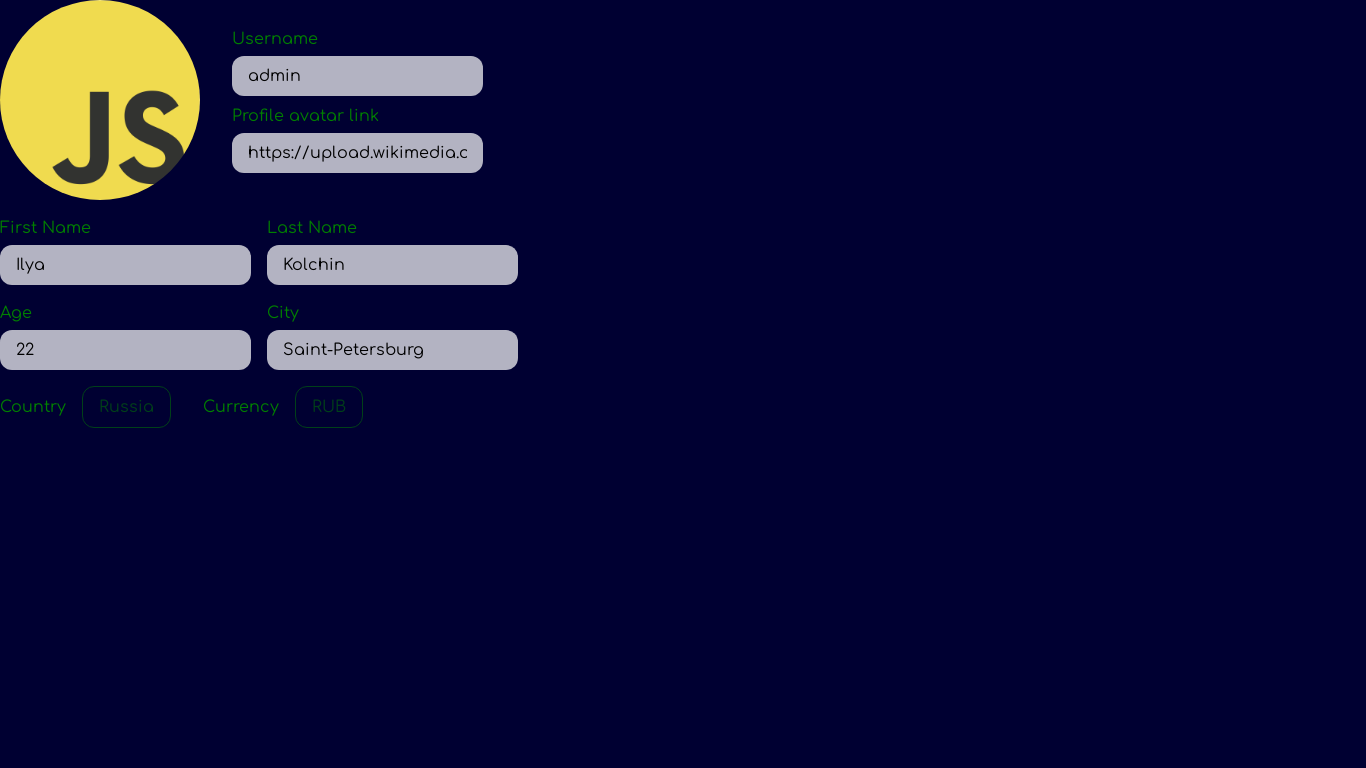 JS
Username
admin
Profile avatar link
https://upload.wikimedia.c
First Name
Last Name
Ilya
Kolchin
Age
City
22
Saint-Petersburg
Country
Russia
Currency
RUB